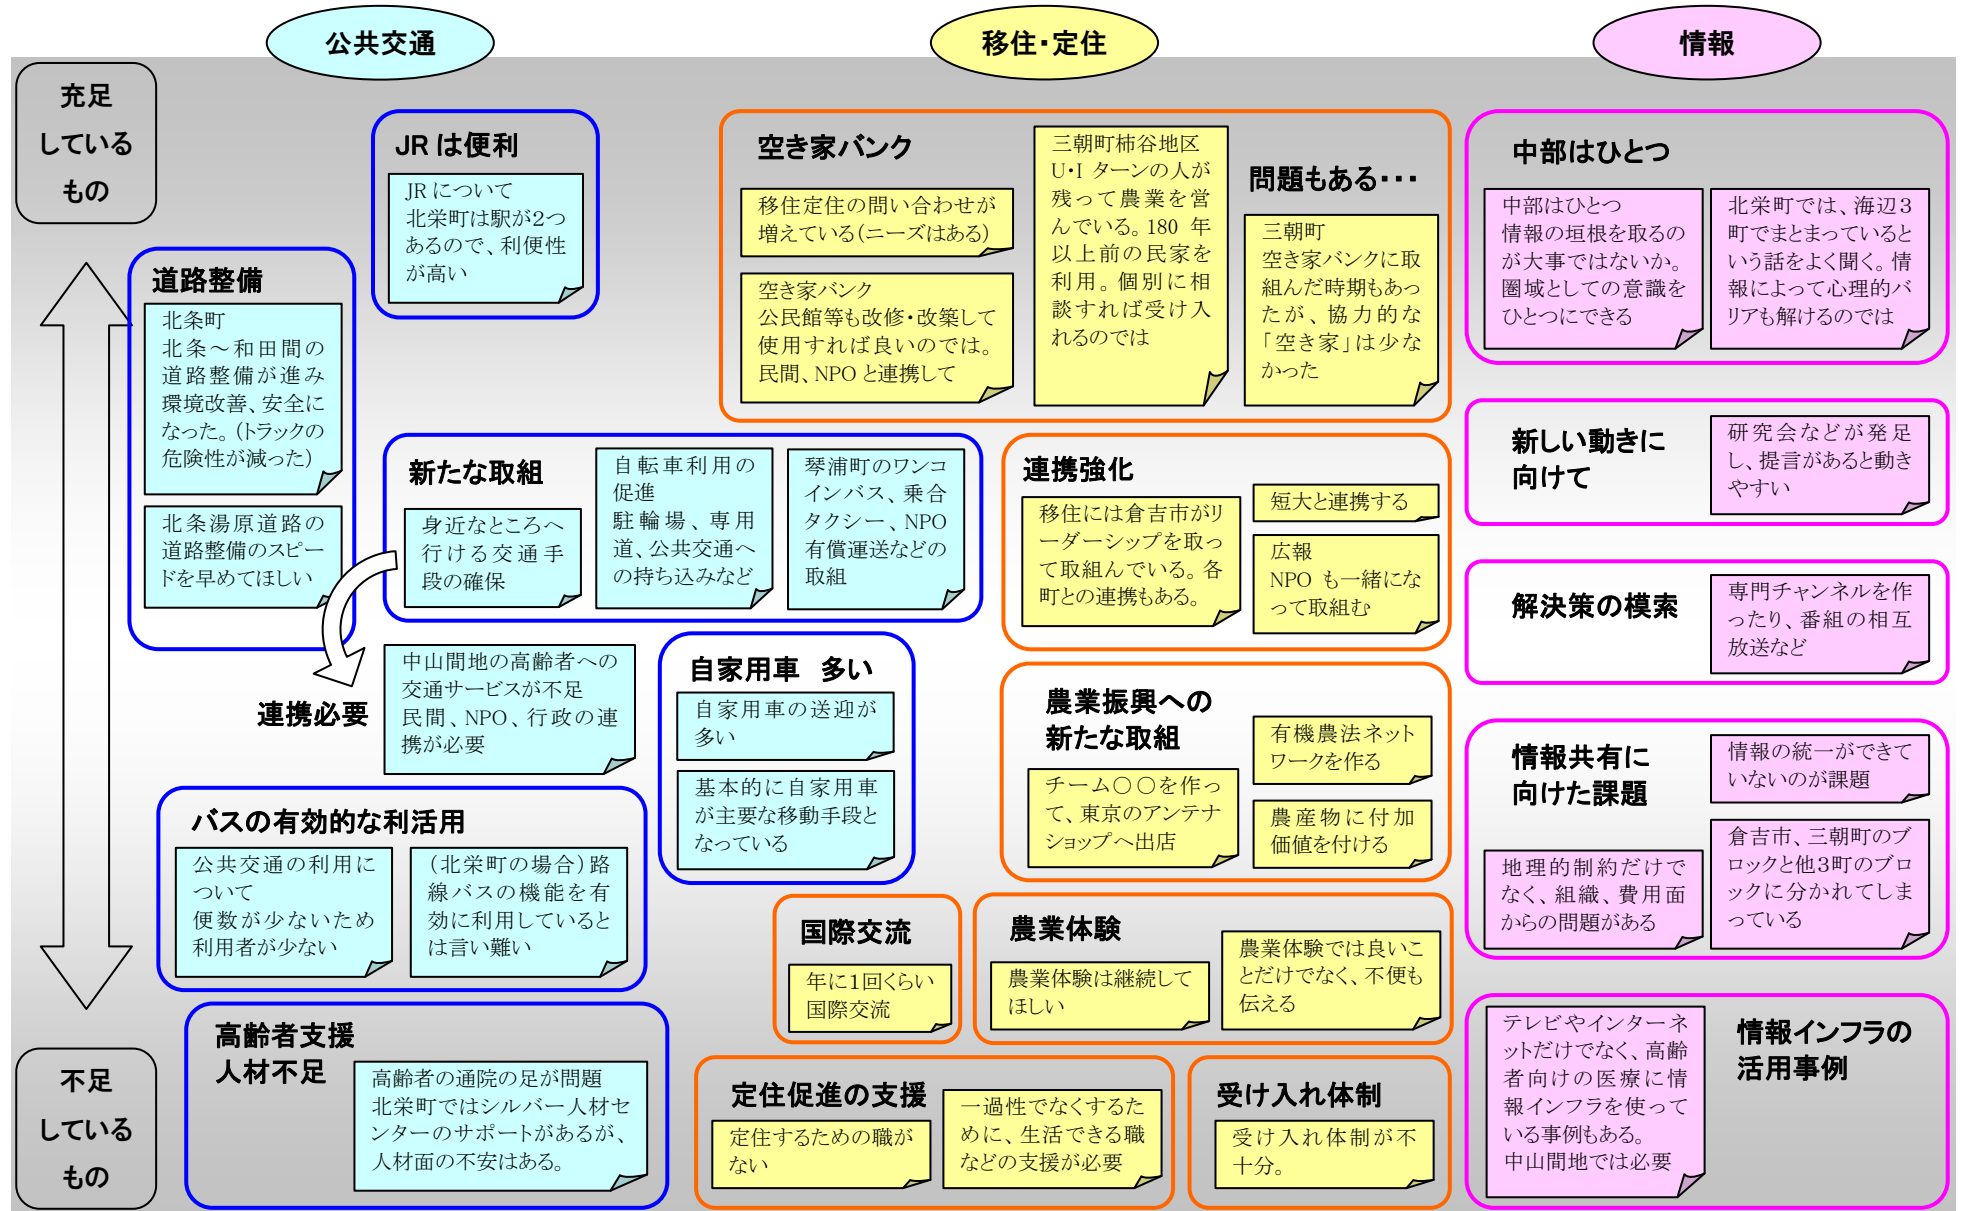 公共交通
移住・定住
情報
充足
している
もの
不足
している
もの
JRは便利
JRについて
北栄町は駅が2つ
あるので、利便性
が高い
道路整備
北条町
北条～和田間の
道路整備が進み
環境改善、安全に
なった。(トラックの
危険性が減った)
北条湯原道路の
道路整備のスピー
ドを早めてほしい
新たな取組
身近なところへ
行ける交通手
段の確保
自転車利用の
促進
駐輪場、専用
道、公共交通へ
の持ち込みなど
琴浦町のワンコ
インバス、乗合
タクシー、NPO
有償運送などの
取組
連携必要
中山間地の高齢者への
交通サービスが不足
民間、NPO、行政の連
携が必要
自家用車　多い
自家用車の送迎が
多い
基本的に自家用車
が主要な移動手段と
なっている
バスの有効的な利活用
公共交通の利用に
ついて
便数が少ないため
利用者が少ない
(北栄町の場合)路
線バスの機能を有
効に利用していると
は言い難い
高齢者支援
人材不足
高齢者の通院の足が問題
北栄町ではシルバー人材セ
ンターのサポートがあるが、
人材面の不安はある。
空き家バンク
移住定住の問い合わせが
増えている(ニーズはある)
空き家バンク
公民館等も改修・改築して
使用すれば良いのでは。
民間、NPOと連携して
三朝町柿谷地区
U・Iターンの人が
残って農業を営
んでいる。180年
以上前の民家を
利用。個別に相
談すれば受け入
れるのでは
問題もある・・・
三朝町
空き家バンクに取
組んだ時期もあっ
たが、協力的な
「空き家」は少な
かった
連携強化
移住には倉吉市がリ
ーダーシップを取っ
て取組んでいる。各
町との連携もある。
短大と連携する
広報
NPOも一緒にな
って取組む
農業振興への
新たな取組
チーム〇〇を作っ
て、東京のアンテナ
ショップへ出店
有機農法ネット
ワークを作る
農産物に付加
価値を付ける
国際交流
年に1回くらい
国際交流
農業体験
農業体験は継続して
ほしい
農業体験では良いこ
とだけでなく、不便も
伝える
定住促進の支援
定住するための職が
ない
一過性でなくするた
めに、生活できる職
などの支援が必要
受け入れ体制
受け入れ体制が不
十分。
中部はひとつ
中部はひとつ
情報の垣根を取るの
が大事ではないか。
圏域としての意識を
ひとつにできる
北栄町では、海辺3
町でまとまっていると
いう話をよく聞く。情
報によって心理的バ
リアも解けるのでは
新しい動きに
向けて
研究会などが発足
し、提言があると動き
やすい
解決策の模索
専門チャンネルを作
ったり、番組の相互
放送など
情報共有に
向けた課題
情報の統一ができて
いないのが課題
地理的制約だけで
なく、組織、費用面
からの問題がある
倉吉市、三朝町のブ
ロックと他3町のブロ
ックに分かれてしま
っている
テレビやインターネ
ットだけでなく、高齢
者向けの医療に情
報インフラを使って
いる事例もある。
中山間地では必要
情報インフラの
活用事例